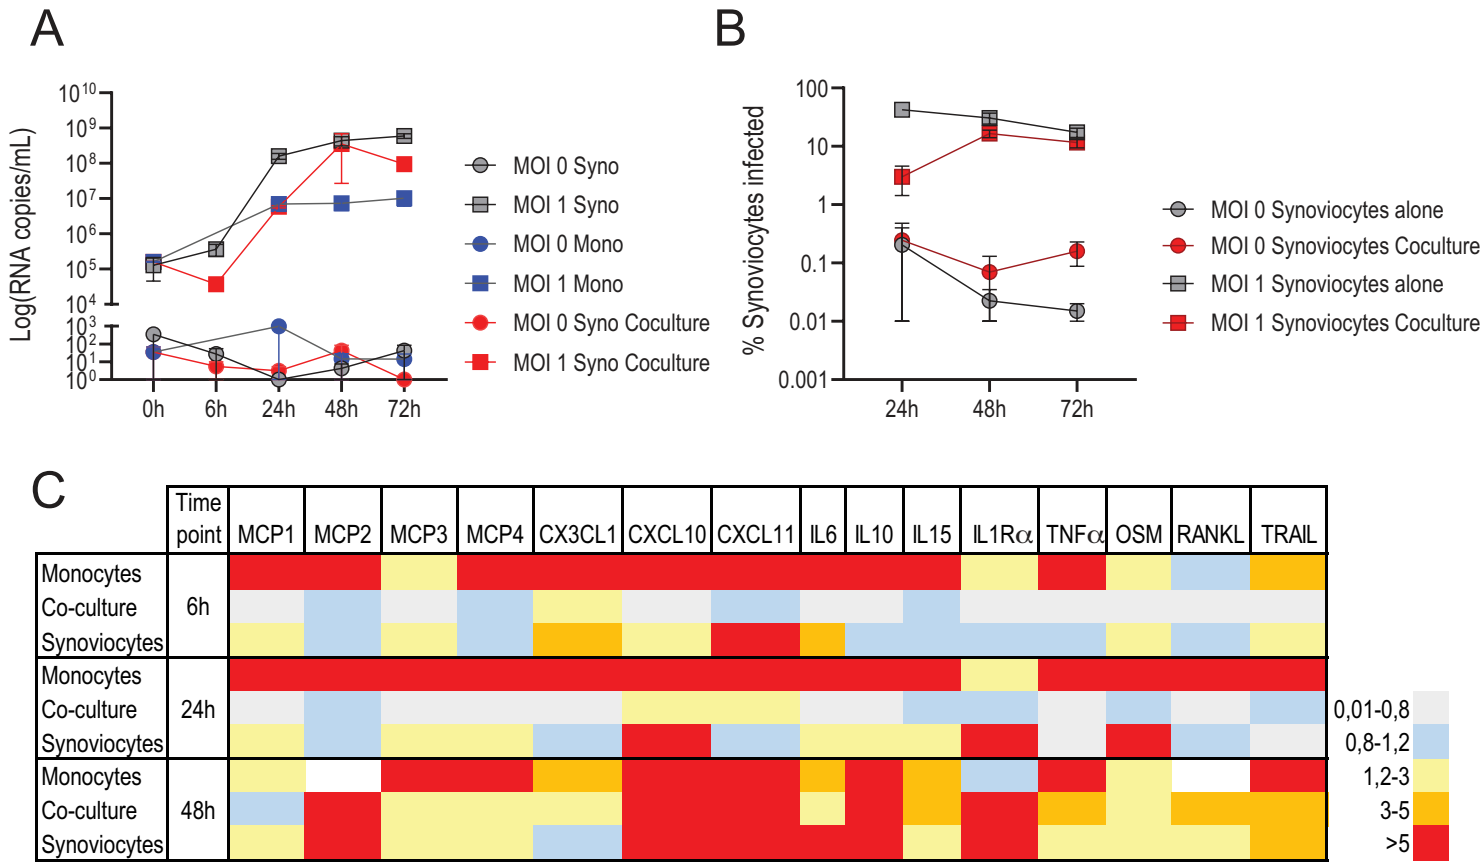 A
Log(RNA copies/mL)
10^10
10^9
10^8
10^7
10^6
10^5
10^4
10^3
10^2
10^1
10^0
0h 6h 24h 48h 72h
MOI 0 Syno
MOI 1 Syno
MOI 0 Mono
MOI 1 Mono
MOI 0 Syno Coculture
MOI 1 Syno Coculture
B
% Synoviocytes infected
100
10
1
0.1
0.01
0.001
24h 48h 72h
MOI 0 Synoviocytes alone
MOI 0 Synoviocytes Coculture
MOI 1 Synoviocytes alone
MOI 1 Synoviocytes Coculture
C
Time
point MCP1 MCP2 MCP3 MCP4 CX3CL1 CXCL10 CXCL11 IL6 IL10 IL15 IL1Rα TNFα OSM RANKL TRAIL
Monocytes
Co-culture 6h
Synoviocytes
Monocytes
Co-culture 24h
Synoviocytes
Monocytes
Co-culture 48h
Synoviocytes
0,01-0,8
0,8-1,2
1,2-3
3-5
>5